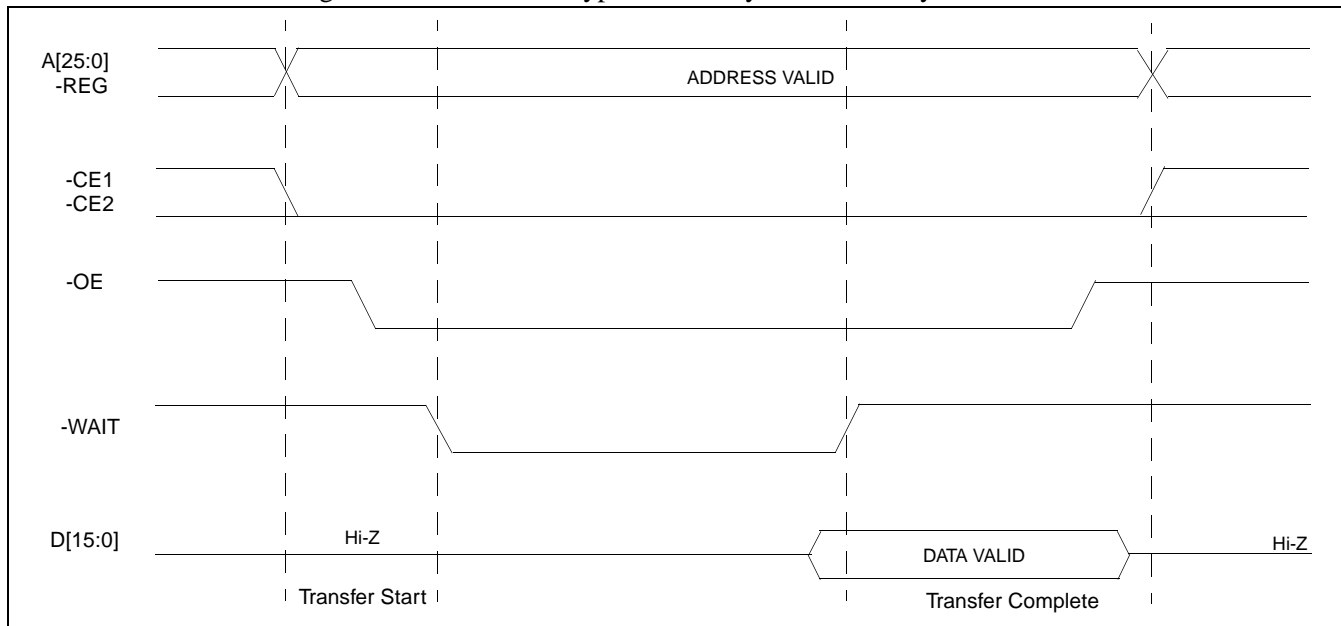 A[25:0]
-REG
ADDRESS VALID
-CE1
-CE2
-OE
-WAIT
D[15:0]
Hi-Z
DATA VALID
Hi-Z
Transfer Start
Transfer Complete